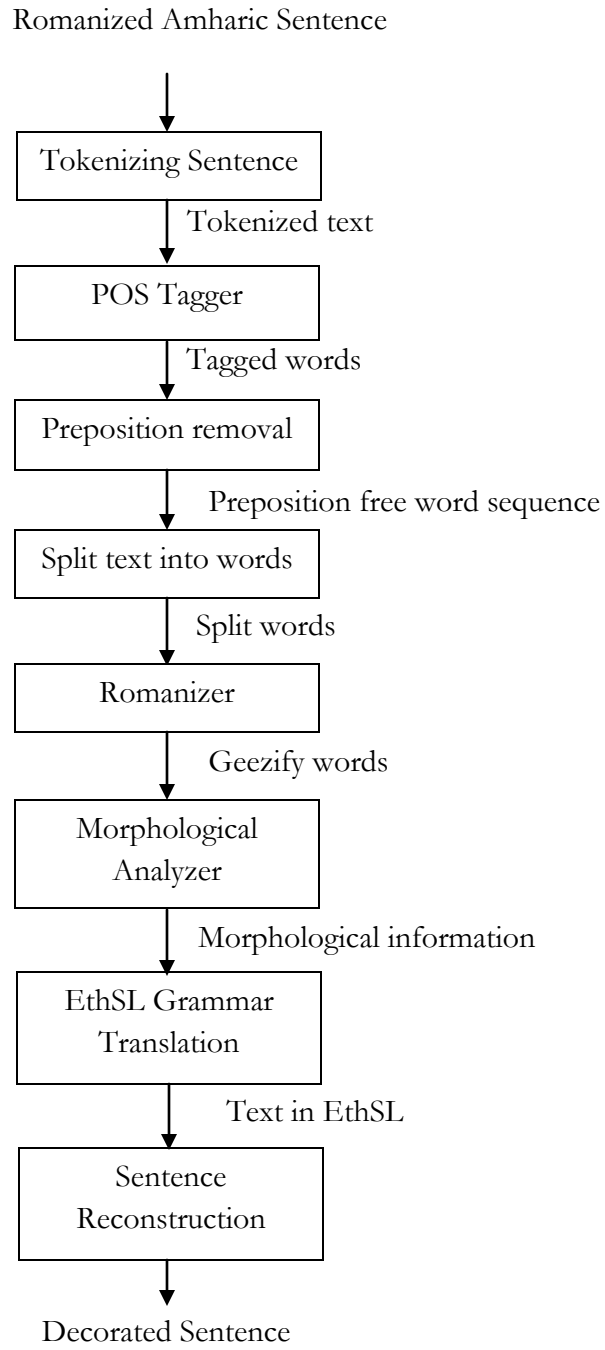 Romanized Amharic Sentence
Tokenizing Sentence
Tokenized text
POS Tagger
Tagged words
Preposition removal
Preposition free word sequence
Split text into words
Split words
Romanizer
Geezify words
Morphological
Analyzer
Morphological information
EthSL Grammar
Translation
Text in EthSL
Sentence
Reconstruction
Decorated Sentence